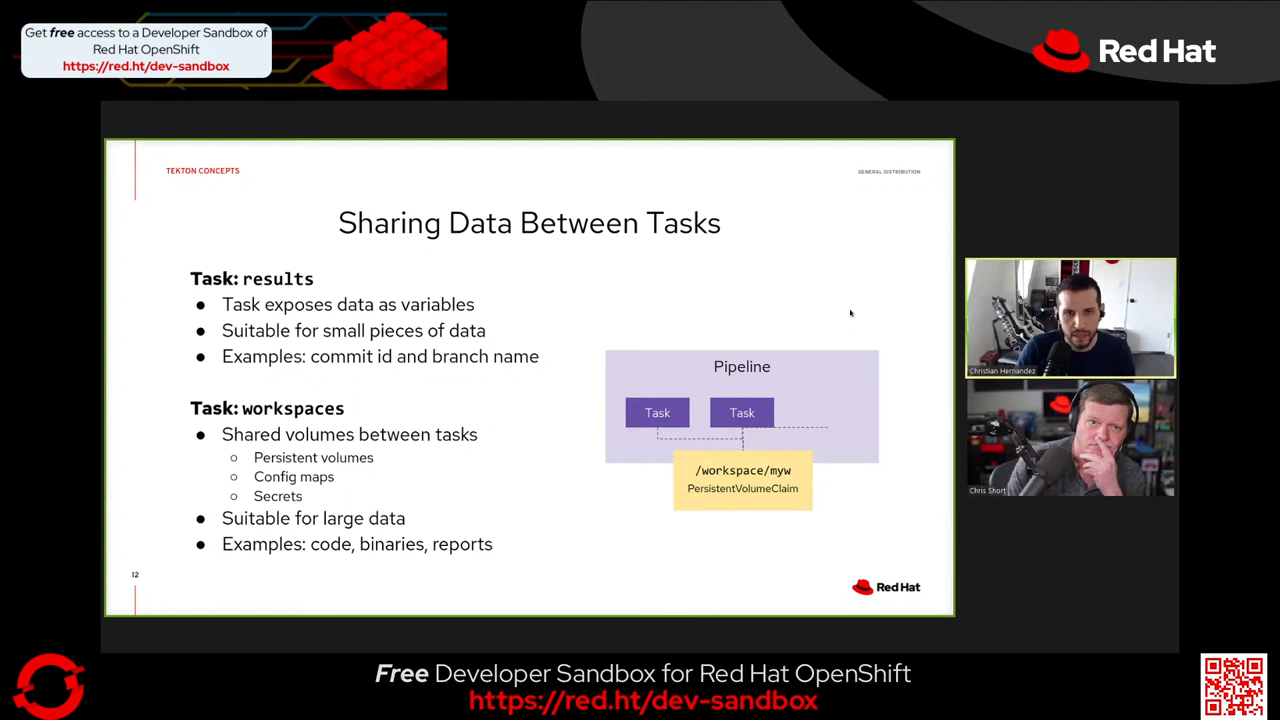 Get free access to a Developer Sandbox of
Red Hat OpenShift
https://red.ht/dev-sandbox
Red Hat
TEKTON CONCEPTS
GENERAL DISTRIBUTION
Sharing Data Between Tasks
Task: results
● Task exposes data as variables
● Suitable for small pieces of data
● Examples: commit id and branch name
Task: workspaces
● Shared volumes between tasks
○ Persistent volumes
○ Config maps
○ Secrets
● Suitable for large data
● Examples: code, binaries, reports
Pipeline
Task
Task
/workspace/myw
PersistentVolumeClaim
12
Red Hat
Christian Hernandez
Chris Short
Free Developer Sandbox for Red Hat OpenShift
https://red.ht/dev-sandbox